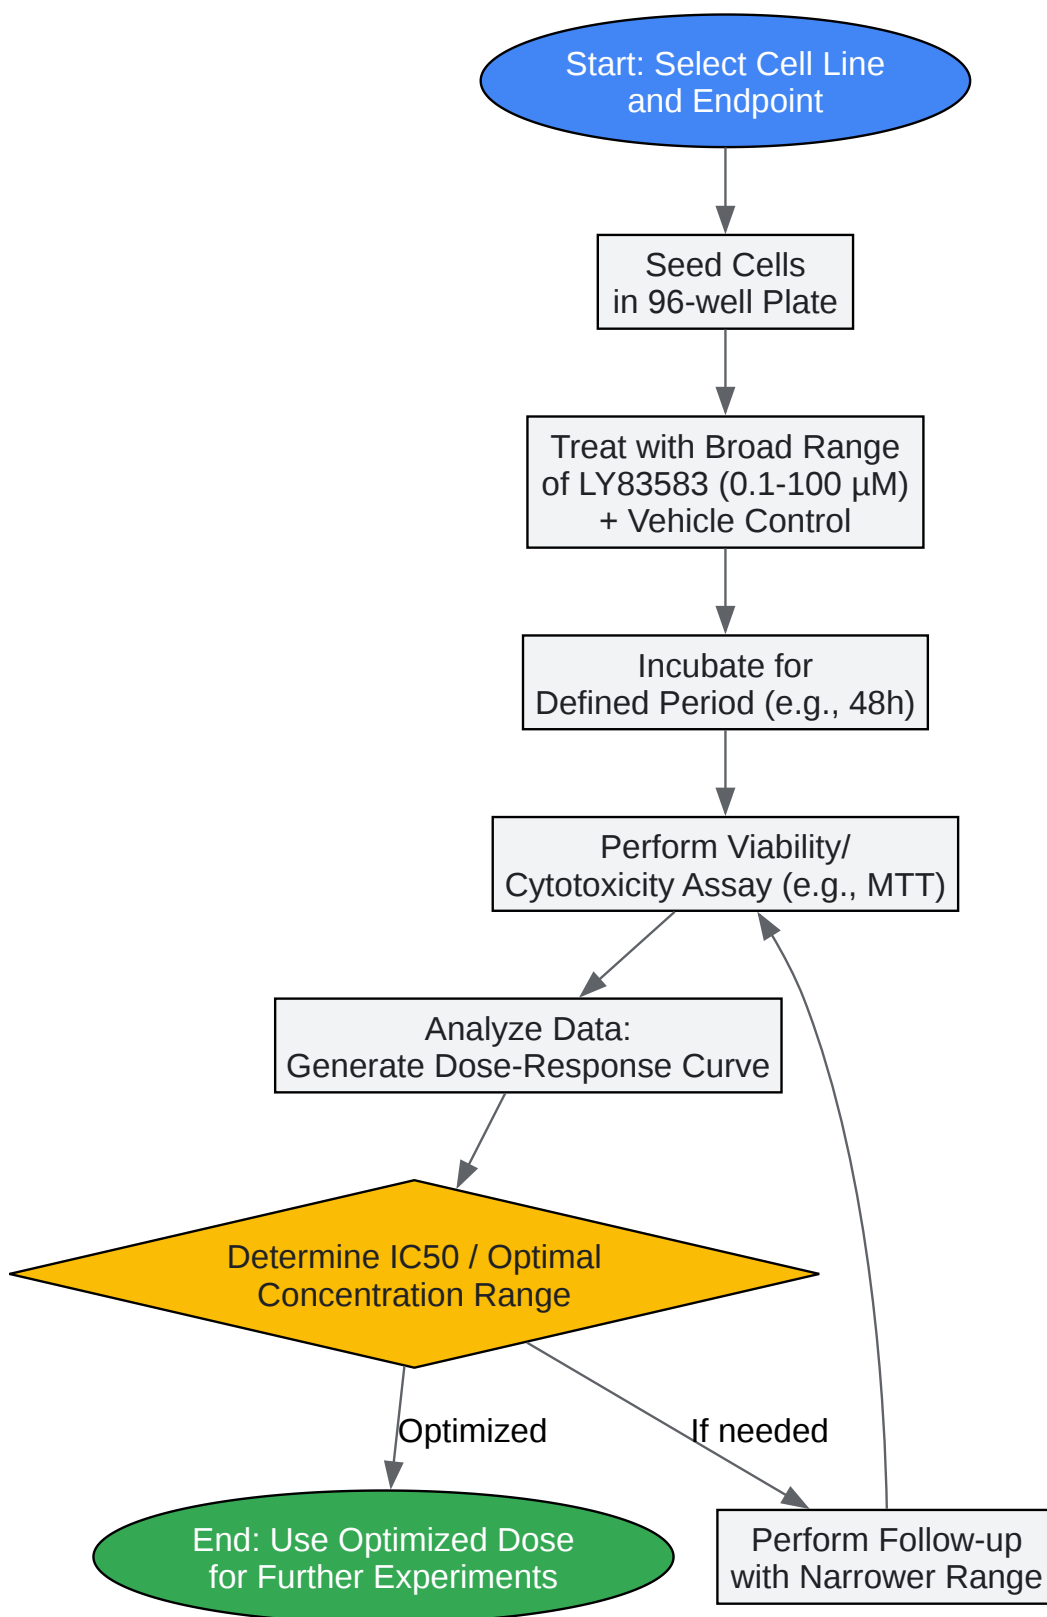 Start: Select Cell Line
and Endpoint
Seed Cells
in 96-well Plate
Treat with Broad Range
of LY83583 (0.1-100 µM)
+ Vehicle Control
Incubate for
Defined Period (e.g., 48h)
Perform Viability/
Cytotoxicity Assay (e.g., MTT)
Analyze Data:
Generate Dose-Response Curve
Determine IC50 / Optimal
Concentration Range
Optimized
If needed
End: Use Optimized Dose
for Further Experiments
Perform Follow-up
with Narrower Range